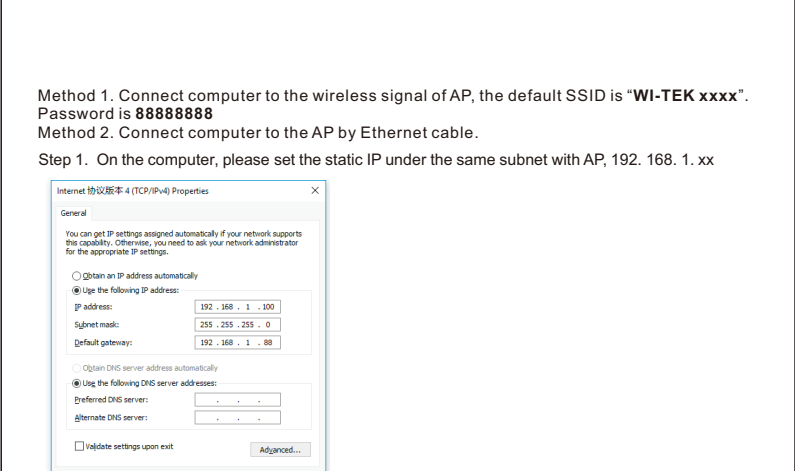 Method 1. Connect computer to the wireless signal of AP, the default SSID is “WI-TEK xxxx”.
Password is 88888888
Method 2. Connect computer to the AP by Ethernet cable.
Step 1. On the computer, please set the static IP under the same subnet with AP, 192. 168. 1. xx
Internet 协议版本 4 (TCP/IPv4) Properties
General
You can get IP settings assigned automatically if your network supports
this capability. Otherwise, you need to ask your network administrator
for the appropriate IP settings.
Obtain an IP address automatically
Use the following IP address:
IP address: 192 . 168 . 1 . 100
Subnet mask: 255 . 255 . 255 . 0
Default gateway: 192 . 168 . 1 . 88
Obtain DNS server address automatically
Use the following DNS server addresses:
Preferred DNS server: . . .
Alternate DNS server: . . .
Validate settings upon exit
Advanced...